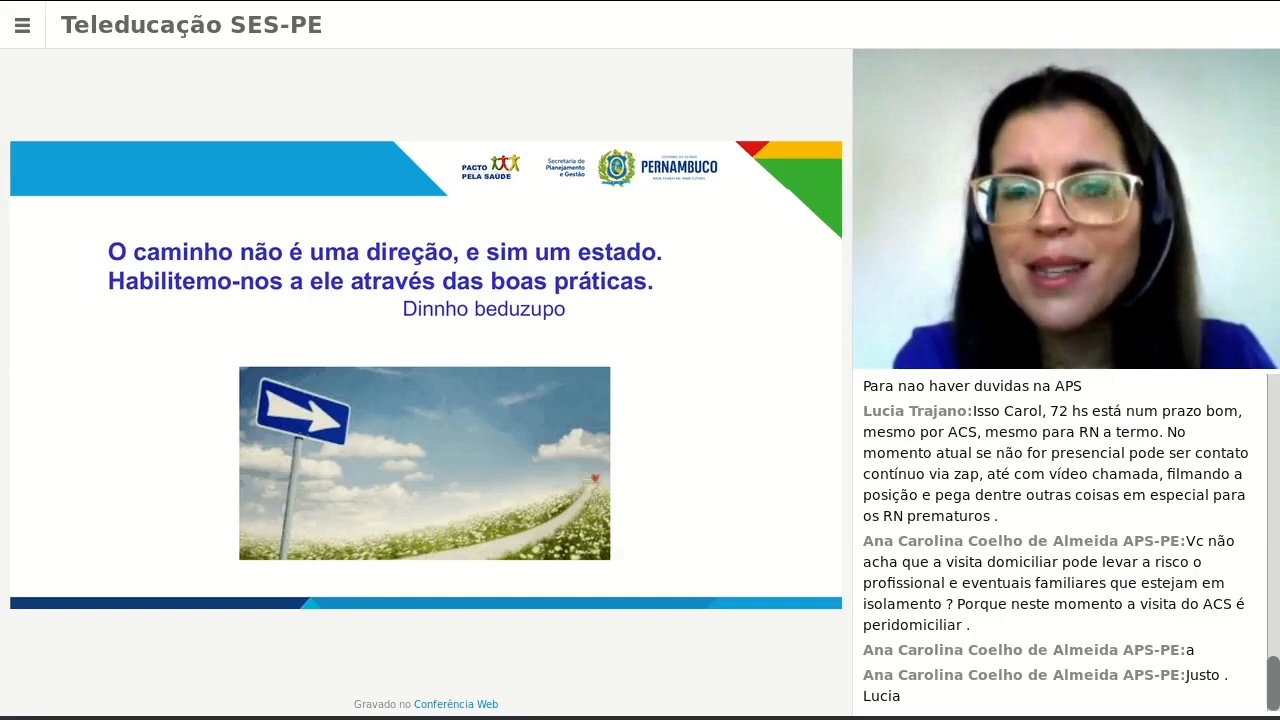 Teleducação SES-PE
PACTO
PELA SAÚDE
Secretaria de
Planejamento
e Gestão
PERNAMBUCO
O caminho não é uma direção, e sim um estado.
Habilitemo-nos a ele através das boas práticas.
Dinnho beduzupo
Gravado no Conferência Web
Para nao haver duvidas na APS
Lucia Trajano:Isso Carol, 72 hs está num prazo bom,
mesmo por ACS, mesmo para RN a termo. No
momento atual se não for presencial pode ser contato
contínuo via zap, até com vídeo chamada, filmando a
posição e pega dentre outras coisas em especial para
os RN prematuros .
Ana Carolina Coelho de Almeida APS-PE:Vc não
acha que a visita domiciliar pode levar a risco o
profissional e eventuais familiares que estejam em
isolamento ? Porque neste momento a visita do ACS é
peridomiciliar .
Ana Carolina Coelho de Almeida APS-PE:a
Ana Carolina Coelho de Almeida APS-PE:Justo .
Lucia